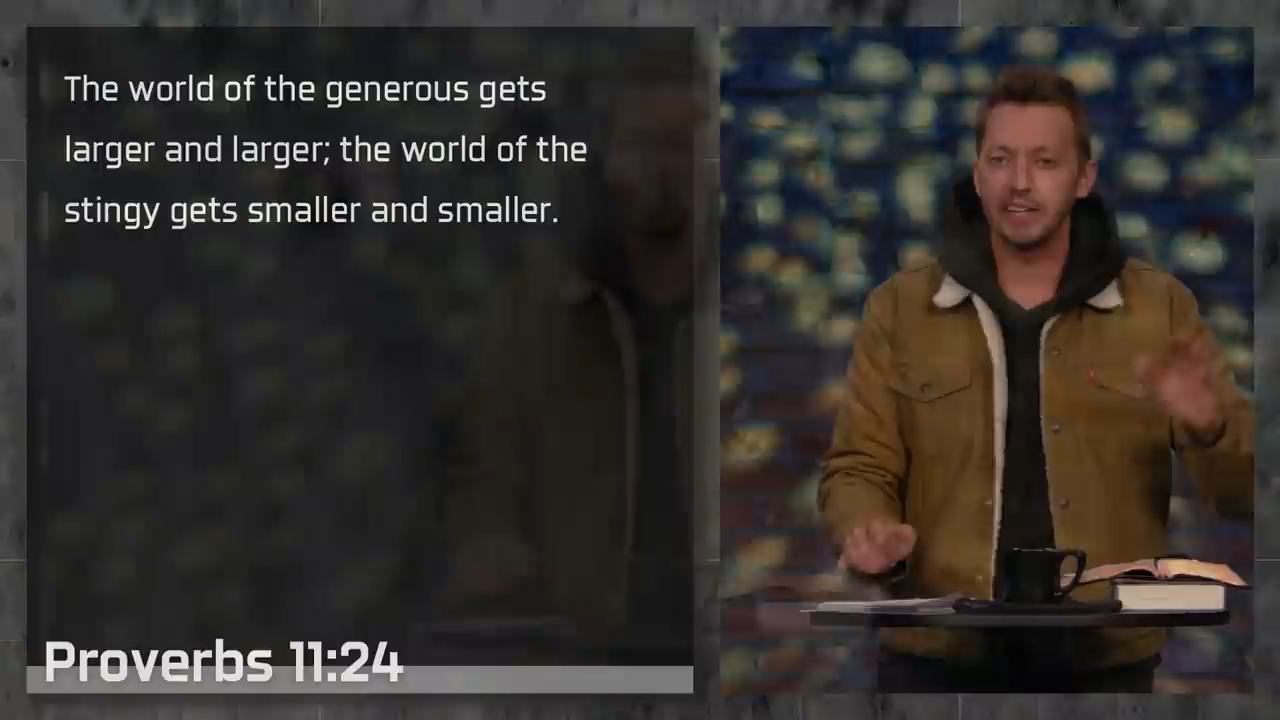 The world of the generous gets
larger and larger; the world of the
stingy gets smaller and smaller.
Proverbs 11:24